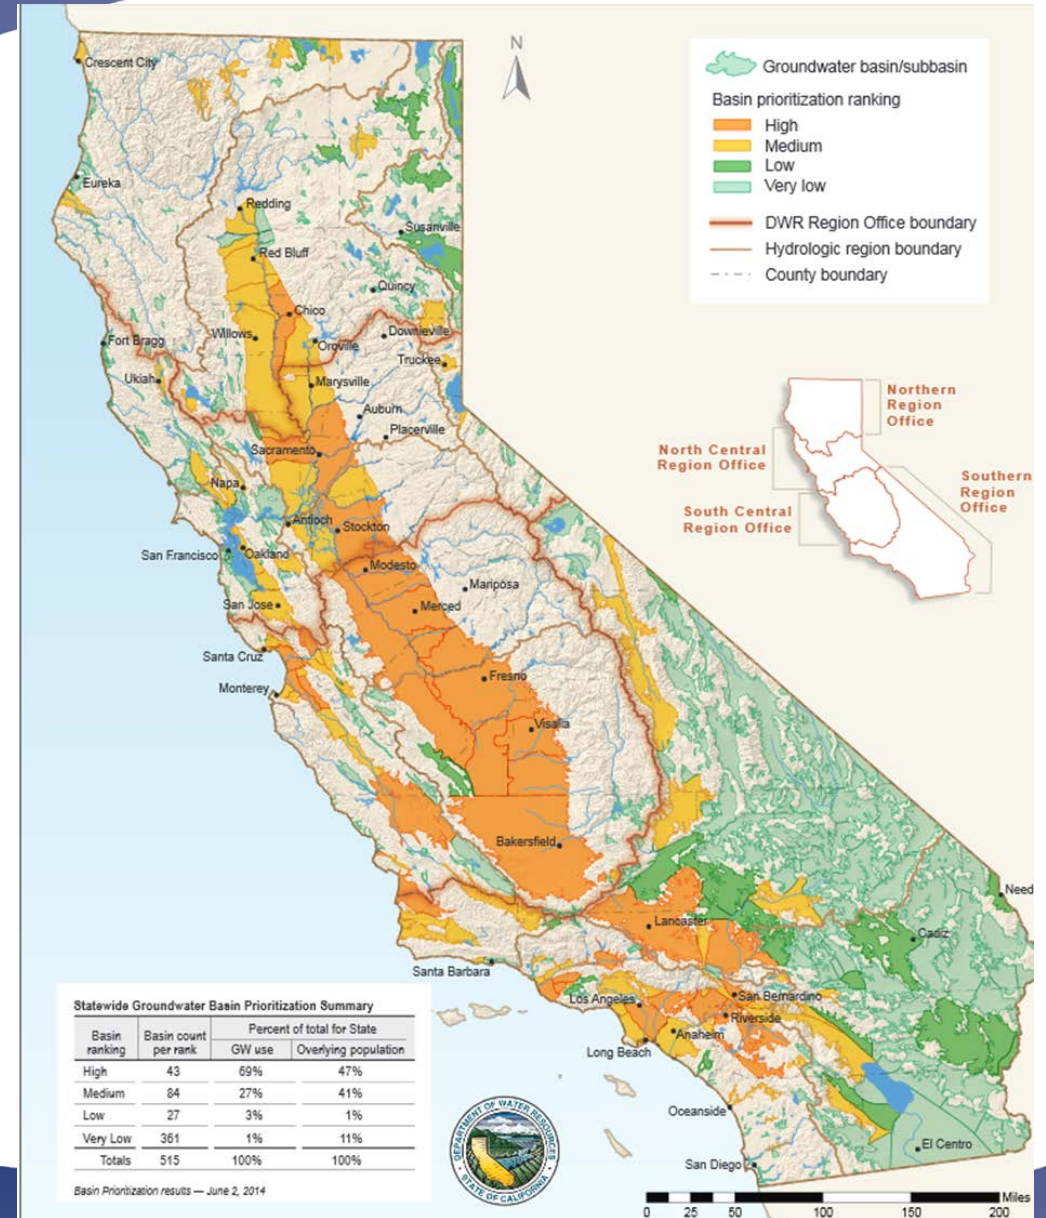 N
Groundwater basin/subbasin
Basin prioritization ranking
High
Medium
Low
Very low
DWR Region Office boundary
Hydrologic region boundary
County boundary
Crescent City
Eureka
Redding
Susanville
Red Bluff
Quincy
Chico
Fort Bragg
Willows
Oroville
Downieville
Truckee
Ukiah
Marysville
Auburn
Placerville
Sacramento
Napa
Antioch
Stockton
San Francisco
Oakland
Modesto
Mariposa
San Jose
Merced
Santa Cruz
Monterey
Fresno
Visalia
Bakersfield
Need
Lancaster
Cadiz
Santa Barbara
Los Angeles
San Bernardino
Riverside
Anaheim
Long Beach
Oceanside
El Centro
San Diego
Northern
Region
Office
North Central
Region Office
Southern
Region
Office
South Central
Region Office
Statewide Groundwater Basin Prioritization Summary
Basin ranking Basin count per rank Percent of total for State
GW use Overlying population
High 43 69% 47%
Medium 84 27% 41%
Low 27 3% 1%
Very Low 361 1% 11%
Totals 515 100% 100%
Basin Prioritization results — June 2, 2014
DEPARTMENT OF WATER RESOURCES
STATE OF CALIFORNIA
Miles
0 25 50 100 150 200